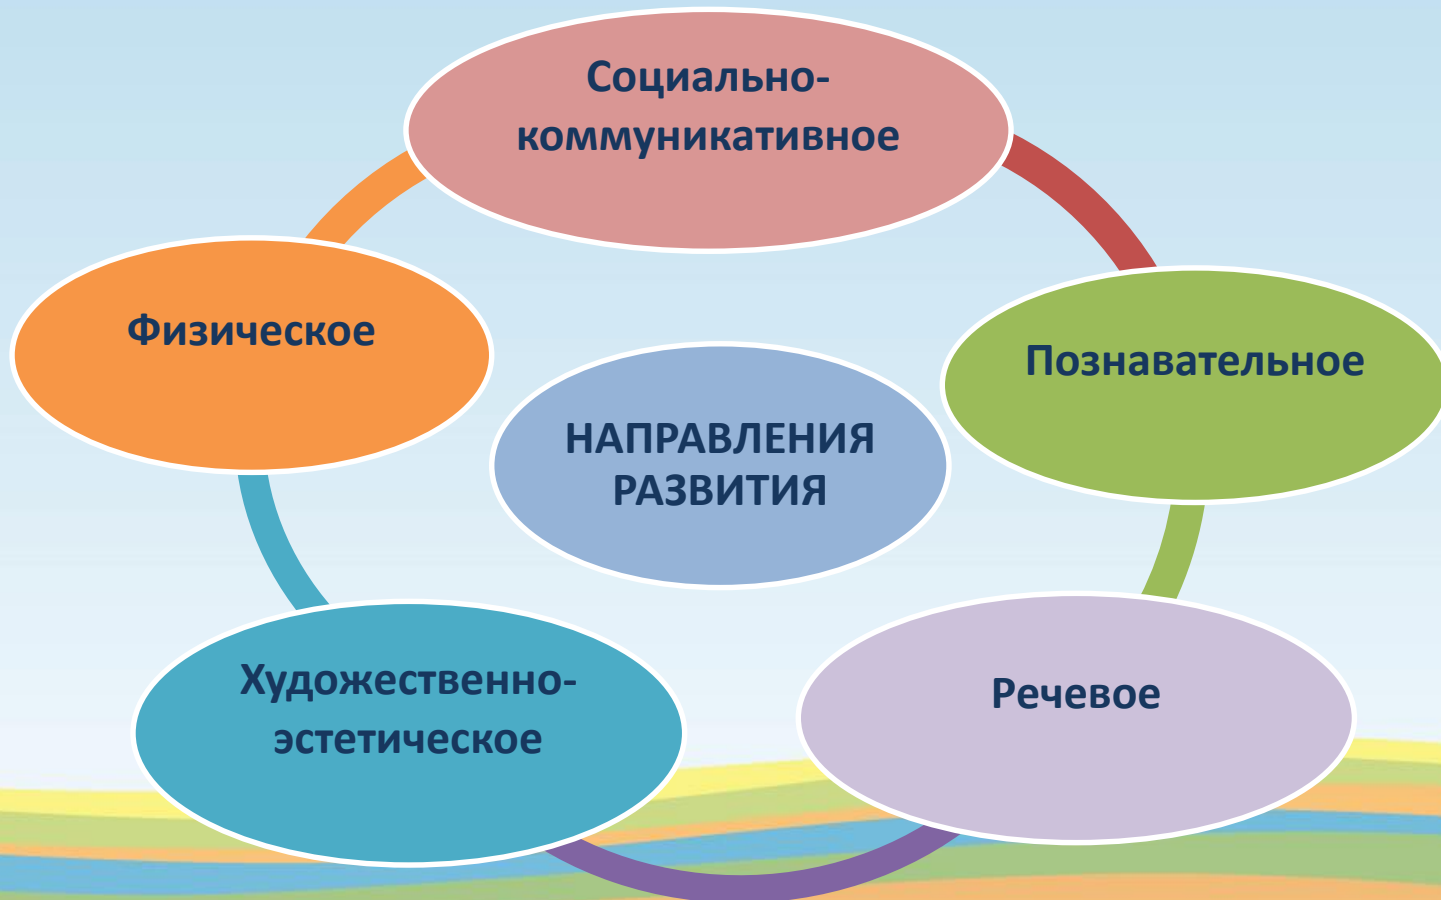 Социально-
коммуникативное
Физическое
Познавательное
НАПРАВЛЕНИЯ
РАЗВИТИЯ
Художественно-
эстетическое
Речевое